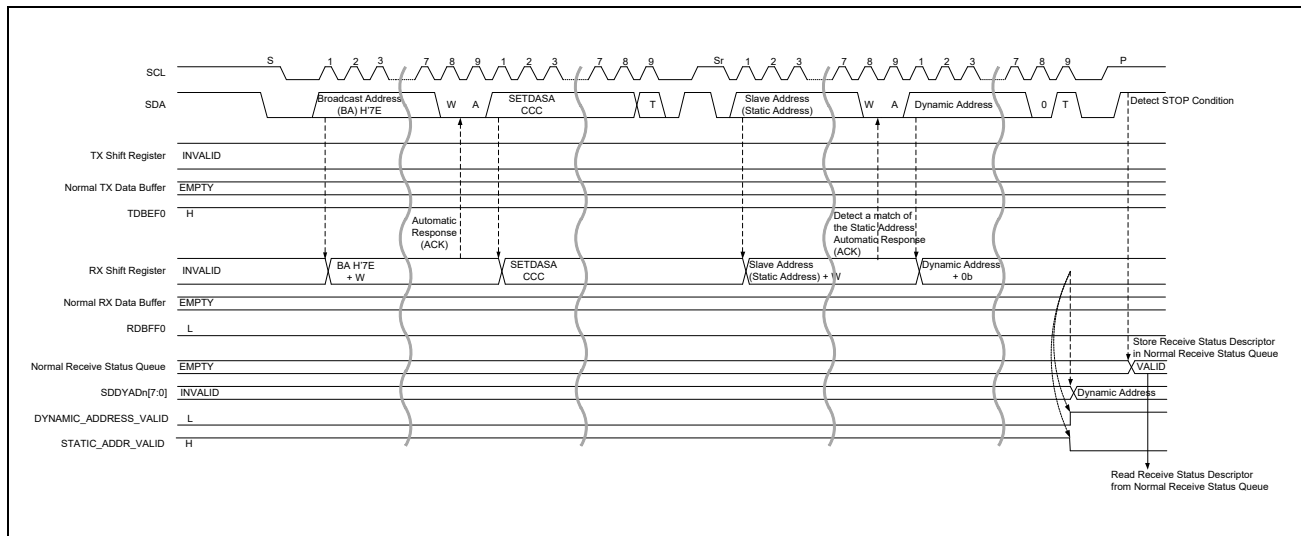 S 1 2 3 7 8 9 1 2 3 7 8 9 Sr 1 2 3 7 8 9 1 2 3 7 8 9 P
SCL
SDA
Broadcast Address
(BA) H'7E
W A
SETDASA
CCC
T
Slave Address
(Static Address)
W A
Dynamic Address
0 T
Detect STOP Condition
TX Shift Register
INVALID
Normal TX Data Buffer
EMPTY
TDBEF0
H
Automatic
Response
(ACK)
Detect a match of
the Static Address
Automatic Response
(ACK)
RX Shift Register
INVALID
BA H'7E
+ W
SETDASA
CCC
Slave Address
(Static Address) + W
Dynamic Address
+ 0b
Normal RX Data Buffer
EMPTY
RDBFF0
L
Store Receive Status Descriptor
in Normal Receive Status Queue
Normal Receive Status Queue
EMPTY
VALID
SDDYADn[7:0]
INVALID
Dynamic Address
DYNAMIC_ADDRESS_VALID
L
STATIC_ADDR_VALID
H
Read Receive Status Descriptor
from Normal Receive Status Queue